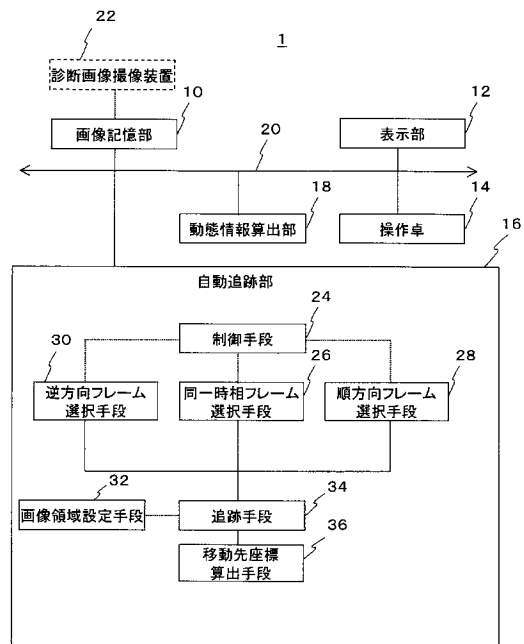 22
1
診断画像撮像装置
10
12
画像記憶部
表示部
20
18
14
動態情報算出部
操作卓
16
自動追跡部
24
制御手段
30
26
28
逆方向フレーム
選択手段
同一時相フレーム
選択手段
順方向フレーム
選択手段
32
34
画像領域設定手段
追跡手段
36
移動先座標
算出手段